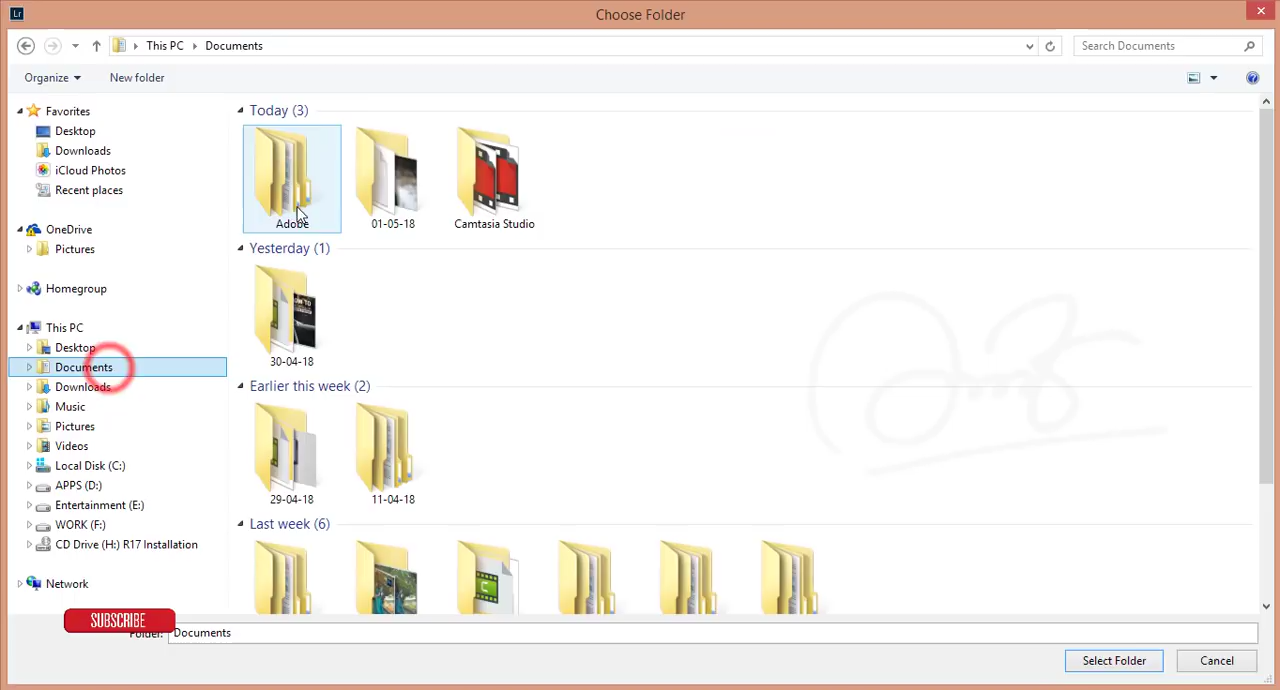 Lr
Choose Folder
This PC
Documents
Search Documents
Organize
New folder
Favorites
Desktop
Downloads
iCloud Photos
Recent places
OneDrive
Pictures
Homegroup
This PC
Desktop
Documents
Downloads
Music
Pictures
Videos
Local Disk (C:)
APPS (D:)
Entertainment (E:)
WORK (F:)
CD Drive (H:) R17 Installation
Network
Today (3)
Adobe
01-05-18
Camtasia Studio
Yesterday (1)
30-04-18
Earlier this week (2)
29-04-18
11-04-18
Last week (6)
SUBSCRIBE
Folder:
Documents
Select Folder
Cancel